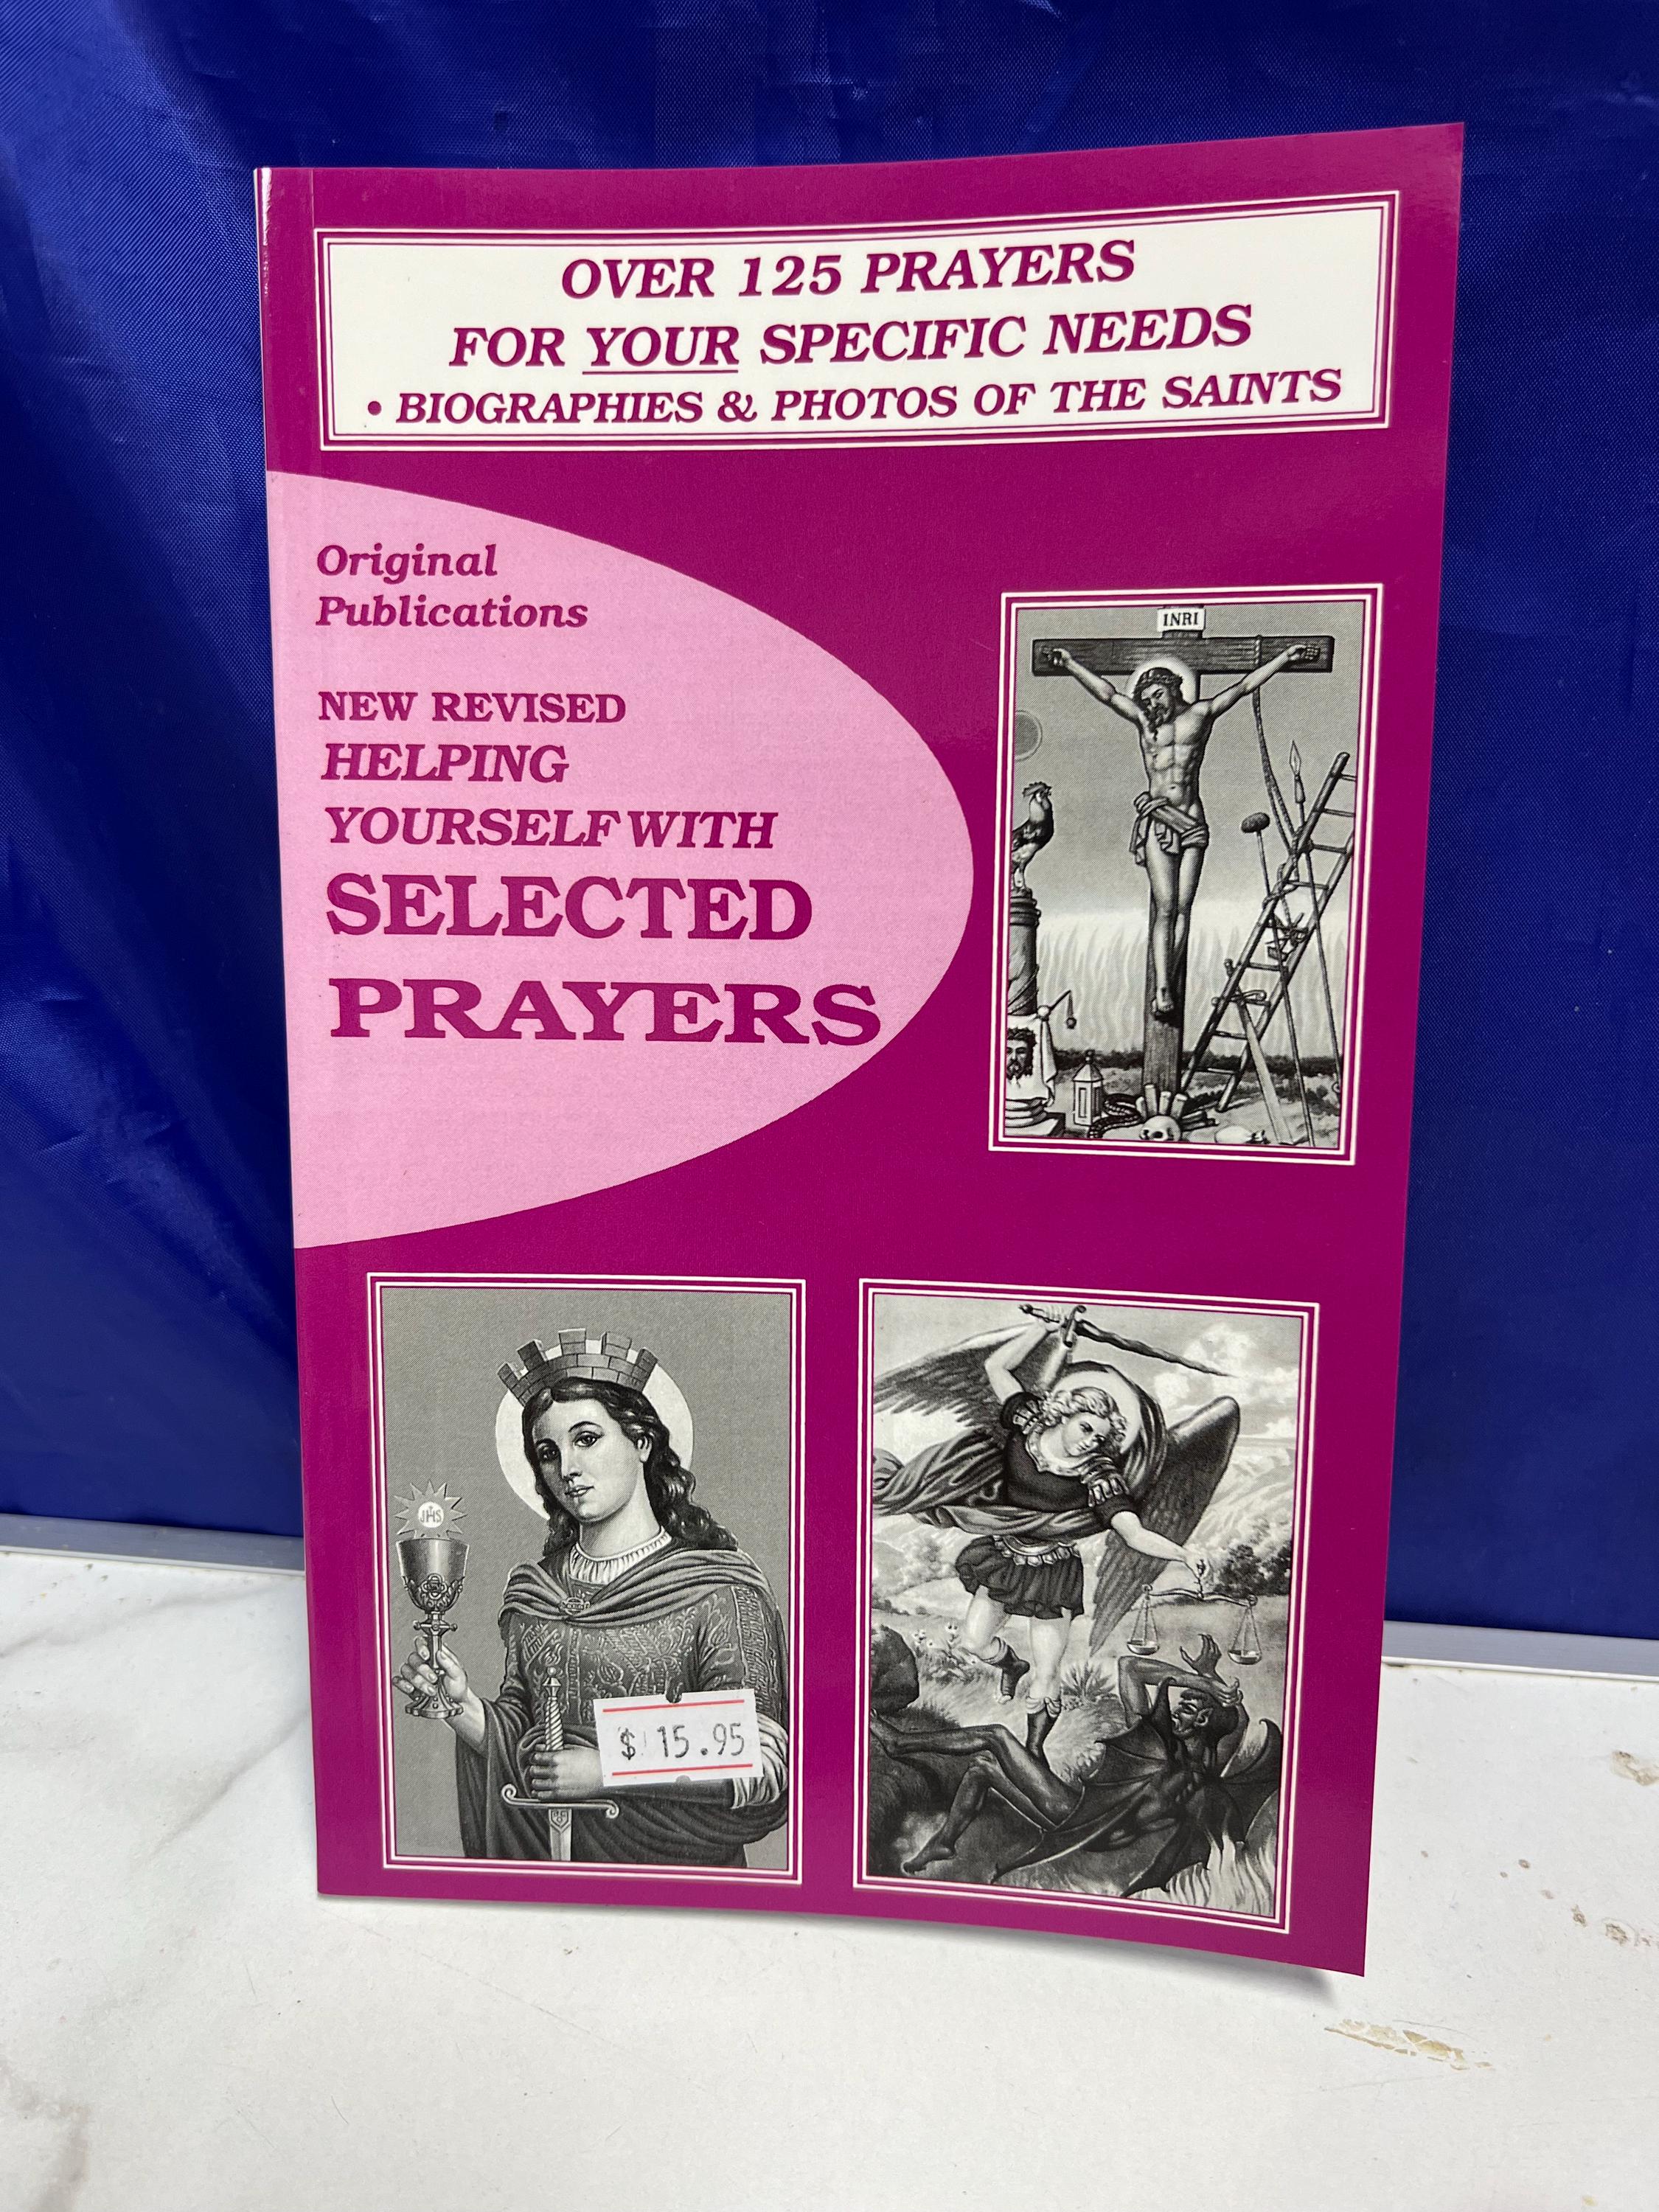 OVER 125 PRAYERS
FOR YOUR SPECIFIC NEEDS
• BIOGRAPHIES & PHOTOS OF THE SAINTS
Original
Publications
NEW REVISED
HELPING
YOURSELF WITH
SELECTED
PRAYERS
INRI
JHS
$ 15.95